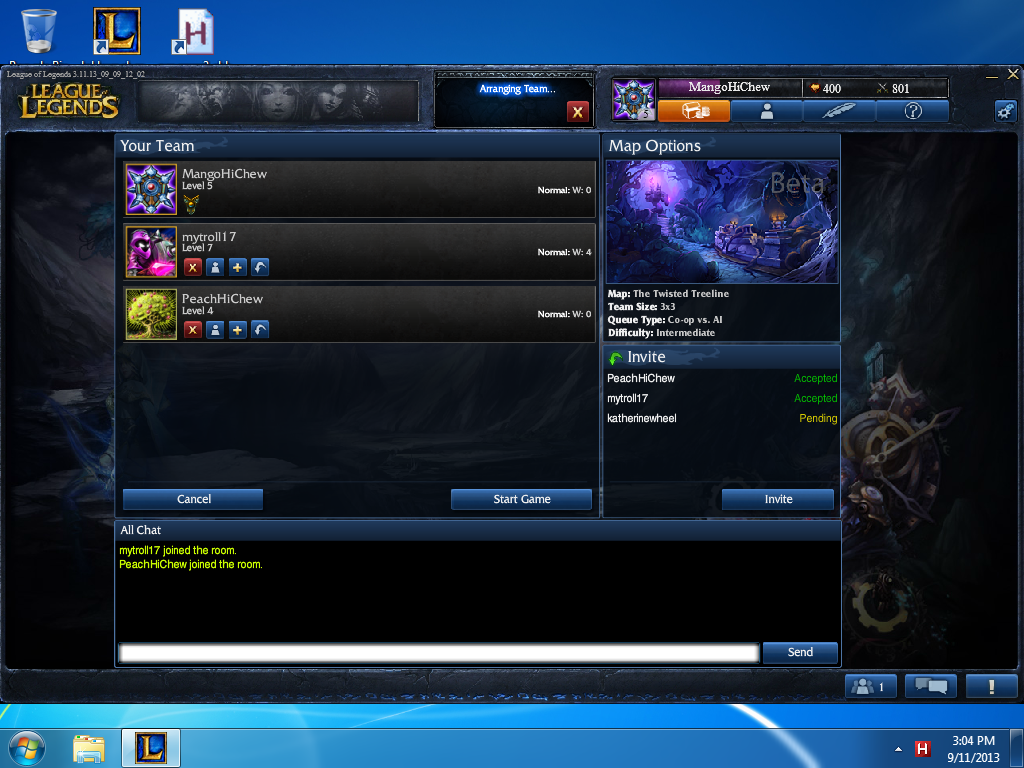 L
H
League of Legends 3.11.13_09_09_12_02
LEAGUE OF LEGENDS
Arranging Team...
X
MangoHiChew
400
801
5
?
Your Team
MangoHiChew
Level 5
Normal: W: 0
mytroll17
Level 7
Normal: W: 4
PeachHiChew
Level 4
Normal: W: 0
Cancel
Start Game
Map Options
Beta
Map: The Twisted Treeline
Team Size: 3x3
Queue Type: Co-op vs. AI
Difficulty: Intermediate
Invite
PeachHiChew Accepted
mytroll17 Accepted
katherinewheel Pending
Invite
All Chat
mytroll17 joined the room.
PeachHiChew joined the room.
Send
1
!
L
H
3:04 PM
9/11/2013